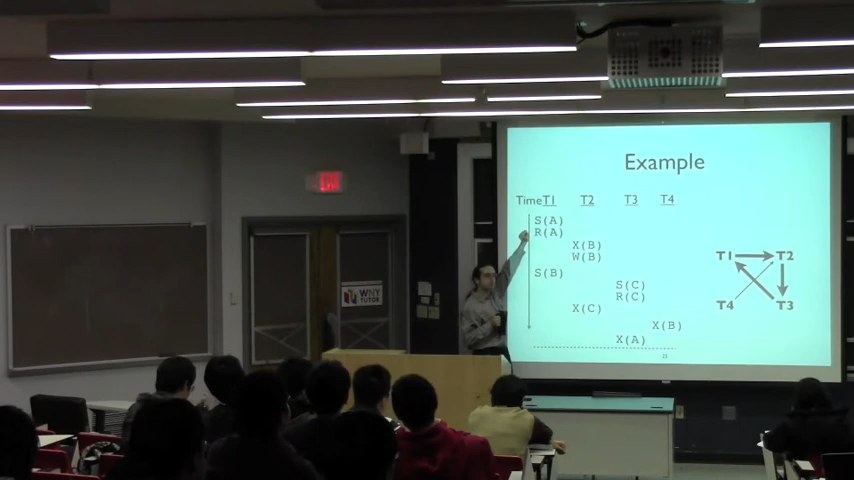 EXIT
WNY
TUTOR
Example
Time T1 T2 T3 T4
S(A)
R(A)
X(B)
W(B)
S(B)
S(C)
R(C)
X(C)
X(B)
X(A)
T1 T2
T4 T3